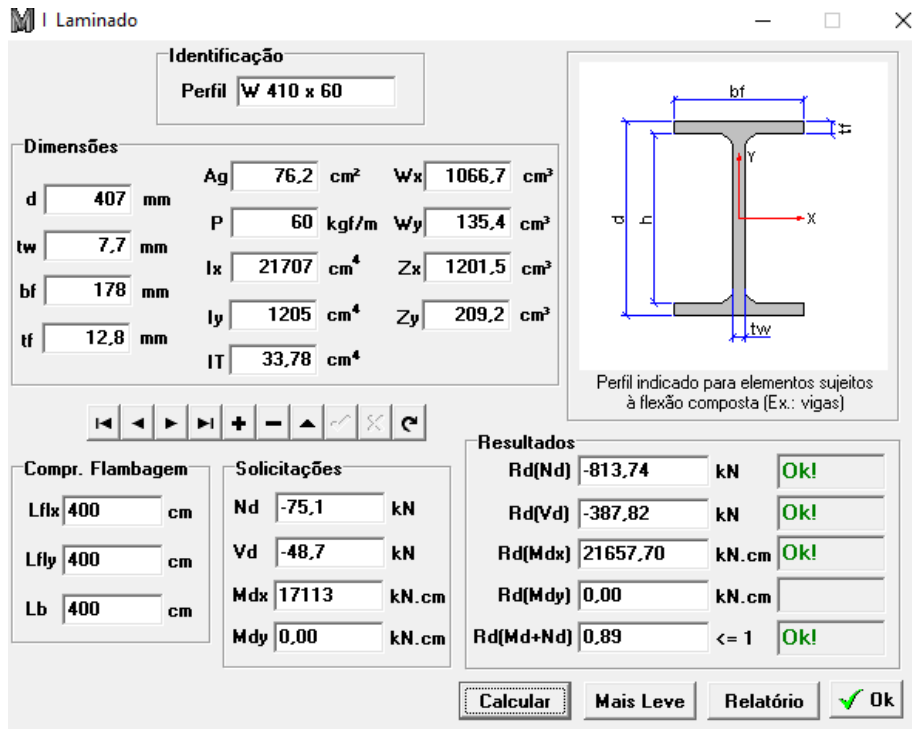 I Laminado
Identificação
Perfil W 410 x 60
Dimensões
d 407 mm
tw 7,7 mm
bf 178 mm
tf 12,8 mm
Ag 76,2 cm²
P 60 kgf/m
Ix 21707 cm⁴
Iy 1205 cm⁴
IT 33,78 cm⁴
Wx 1066,7 cm³
Wy 135,4 cm³
Zx 1201,5 cm³
Zy 209,2 cm³
bf
tf
Y
X
d
h
tw
Perfil indicado para elementos sujeitos
à flexão composta (Ex.: vigas)
Compr. Flambagem
Lflx 400 cm
Lfly 400 cm
Lb 400 cm
Solicitações
Nd -75,1 kN
Vd -48,7 kN
Mdx 17113 kN.cm
Mdy 0,00 kN.cm
Resultados
Rd(Nd) -813,74 kN Ok!
Rd(Vd) -387,82 kN Ok!
Rd(Mdx) 21657,70 kN.cm Ok!
Rd(Mdy) 0,00 kN.cm
Rd(Md+Nd) 0,89 <= 1 Ok!
Calcular Mais Leve Relatório Ok